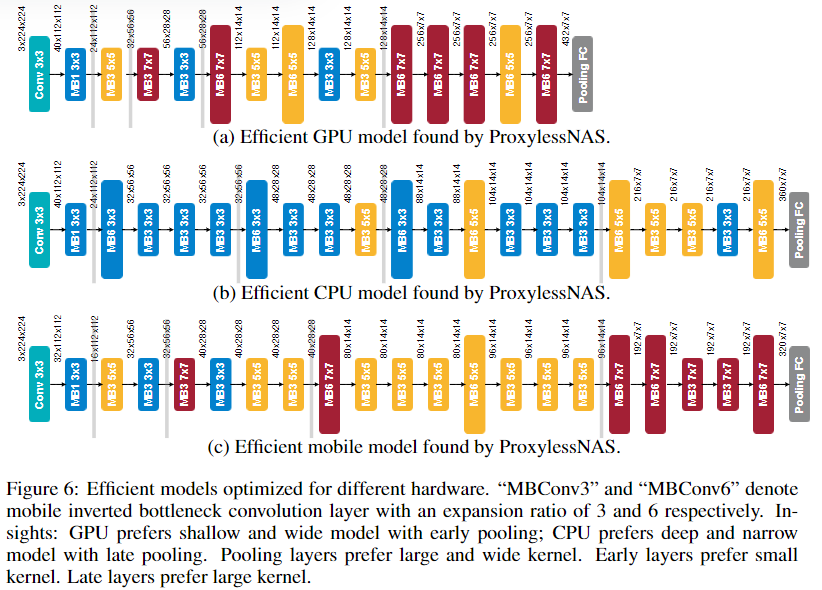 3x224x224
Conv 3x3
40x112x112
MB1 3x3
24x112x112
MB3 5x5
32x56x56
MB3 7x7
56x28x28
MB3 3x3
56x28x28
MB6 7x7
112x14x14
MB3 5x5
112x14x14
MB6 5x5
128x14x14
MB3 3x3
128x14x14
MB3 5x5
128x14x14
MB6 7x7
256x7x7
MB6 7x7
256x7x7
MB6 7x7
256x7x7
MB6 5x5
256x7x7
MB6 7x7
432x7x7
Pooling FC
(a) Efficient GPU model found by ProxylessNAS.
3x224x224
Conv 3x3
40x112x112
MB1 3x3
24x112x112
MB6 3x3
32x56x56
MB3 3x3
32x56x56
MB3 3x3
32x56x56
MB3 3x3
32x56x56
MB6 3x3
48x28x28
MB3 3x3
48x28x28
MB3 3x3
48x28x28
MB3 5x5
48x28x28
MB6 3x3
88x14x14
MB3 3x3
88x14x14
MB6 5x5
104x14x14
MB3 3x3
104x14x14
MB3 3x3
104x14x14
MB3 3x3
104x14x14
MB6 5x5
216x7x7
MB3 5x5
216x7x7
MB3 5x5
216x7x7
MB3 3x3
216x7x7
MB6 5x5
360x7x7
Pooling FC
(b) Efficient CPU model found by ProxylessNAS.
3x224x224
Conv 3x3
32x112x112
MB1 3x3
16x112x112
MB3 5x5
32x56x56
MB3 3x3
32x56x56
MB3 7x7
40x28x28
MB3 3x3
40x28x28
MB3 5x5
40x28x28
MB3 5x5
40x28x28
MB6 7x7
80x14x14
MB3 5x5
80x14x14
MB3 5x5
80x14x14
MB3 5x5
80x14x14
MB6 5x5
96x14x14
MB3 5x5
96x14x14
MB3 5x5
96x14x14
MB3 5x5
96x14x14
MB6 7x7
192x7x7
MB6 7x7
192x7x7
MB3 7x7
192x7x7
MB3 7x7
192x7x7
MB6 7x7
320x7x7
Pooling FC
(c) Efficient mobile model found by ProxylessNAS.
Figure 6: Efficient models optimized for different hardware. “MBConv3” and “MBConv6” denote
mobile inverted bottleneck convolution layer with an expansion ratio of 3 and 6 respectively. In-
sights: GPU prefers shallow and wide model with early pooling; CPU prefers deep and narrow
model with late pooling. Pooling layers prefer large and wide kernel. Early layers prefer small
kernel. Late layers prefer large kernel.